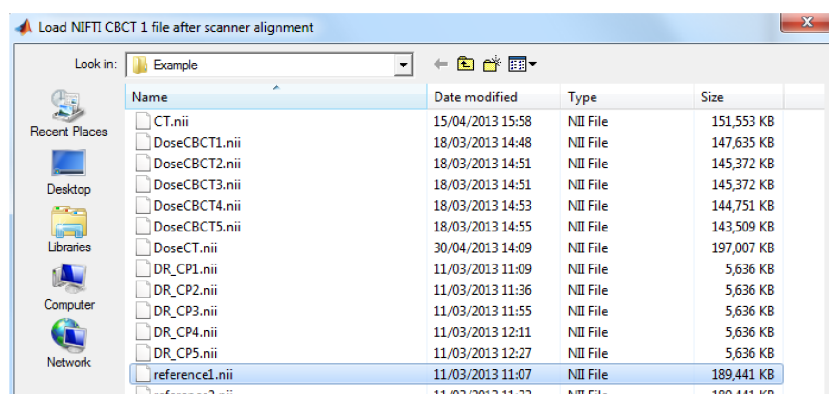 Load NIFTI CBCT 1 file after scanner alignment
Look in: Example
Name Date modified Type Size
Recent Places
Desktop
Libraries
Computer
Network
CT.nii 15/04/2013 15:58 NII File 151,553 KB
DoseCBCT1.nii 18/03/2013 14:48 NII File 147,635 KB
DoseCBCT2.nii 18/03/2013 14:51 NII File 145,372 KB
DoseCBCT3.nii 18/03/2013 14:51 NII File 145,372 KB
DoseCBCT4.nii 18/03/2013 14:53 NII File 144,751 KB
DoseCBCT5.nii 18/03/2013 14:55 NII File 143,509 KB
DoseCT.nii 30/04/2013 14:09 NII File 197,007 KB
DR_CP1.nii 11/03/2013 11:09 NII File 5,636 KB
DR_CP2.nii 11/03/2013 11:36 NII File 5,636 KB
DR_CP3.nii 11/03/2013 11:55 NII File 5,636 KB
DR_CP4.nii 11/03/2013 12:11 NII File 5,636 KB
DR_CP5.nii 11/03/2013 12:27 NII File 5,636 KB
reference1.nii 11/03/2013 11:07 NII File 189,441 KB